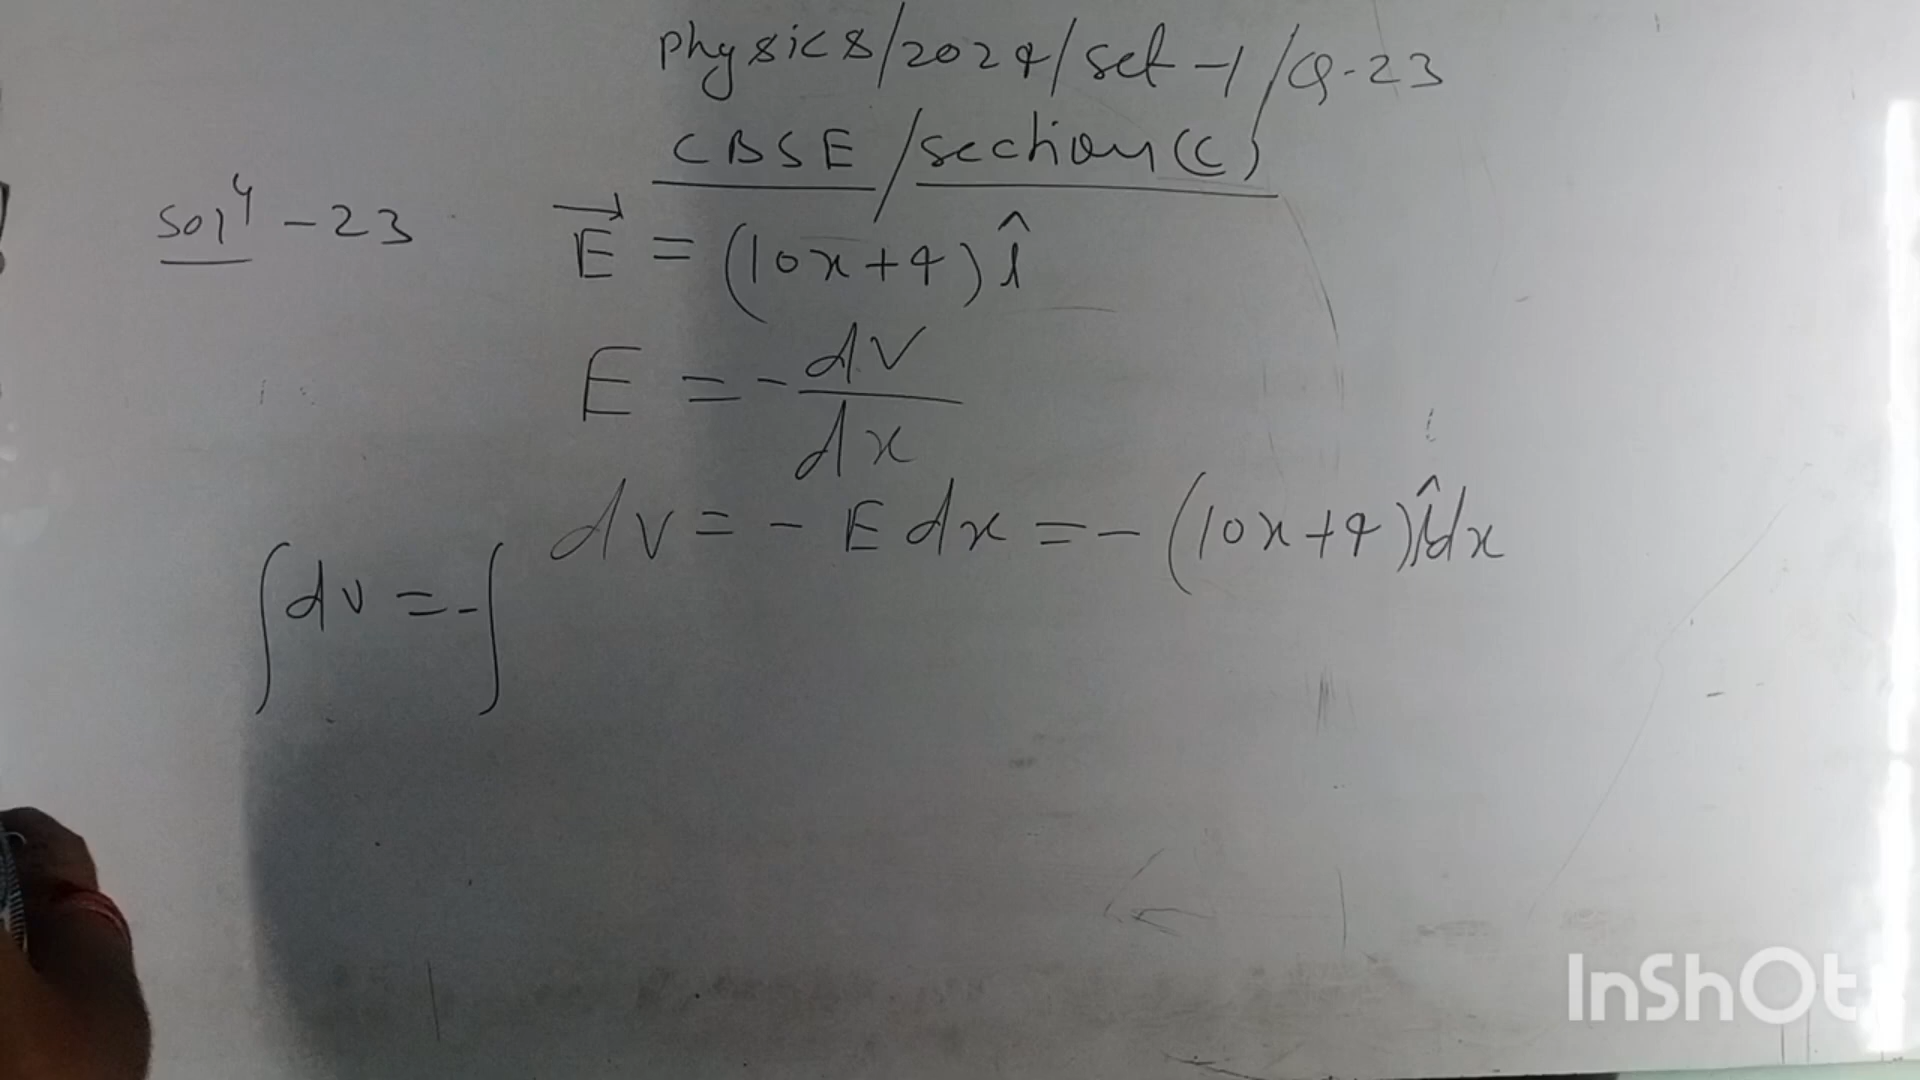 Physics/2024/set-1/Q-23
CBSE/section(C)
Solⁿ-23
E⃗ = (10x+4) î
E = - dV/dx
dv = - E dx = - (10x+4) î dx
∫dv = -∫
InShOt